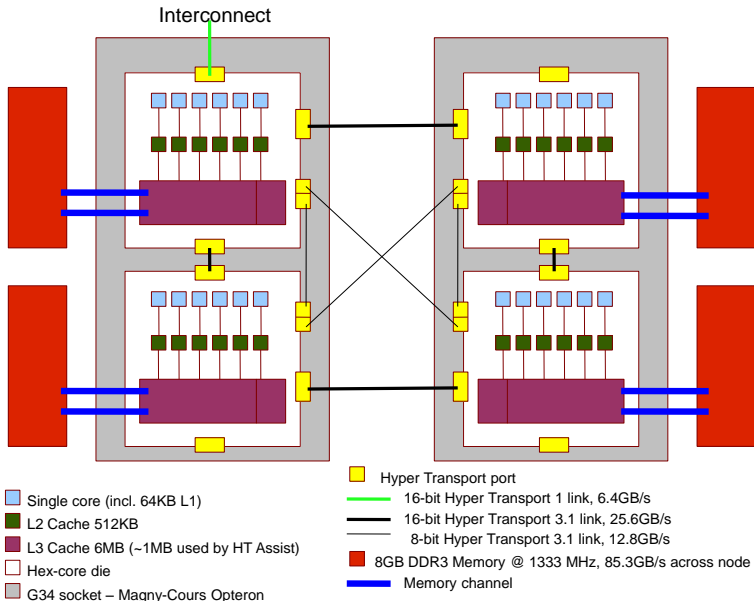 Interconnect
Single core (incl. 64KB L1)
L2 Cache 512KB
L3 Cache 6MB (~1MB used by HT Assist)
Hex-core die
G34 socket – Magny-Cours Opteron
Hyper Transport port
16-bit Hyper Transport 1 link, 6.4GB/s
16-bit Hyper Transport 3.1 link, 25.6GB/s
8-bit Hyper Transport 3.1 link, 12.8GB/s
8GB DDR3 Memory @ 1333 MHz, 85.3GB/s across node
Memory channel